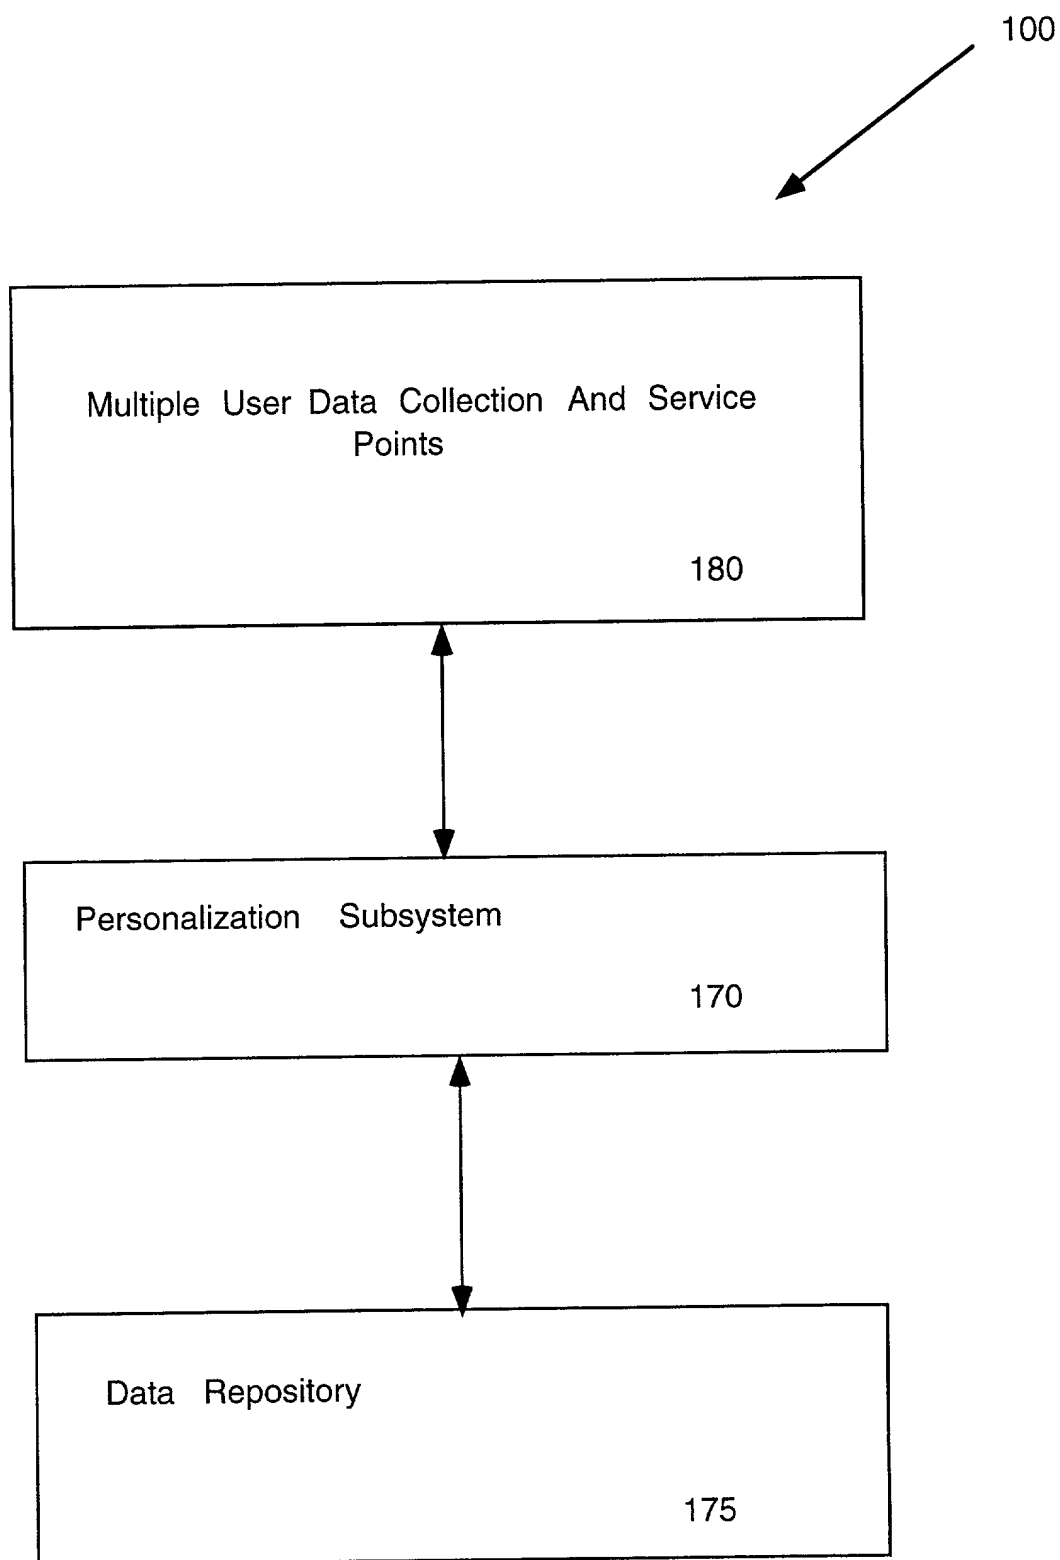 100
Multiple User Data Collection And Service
Points
180
Personalization Subsystem
170
Data Repository
175